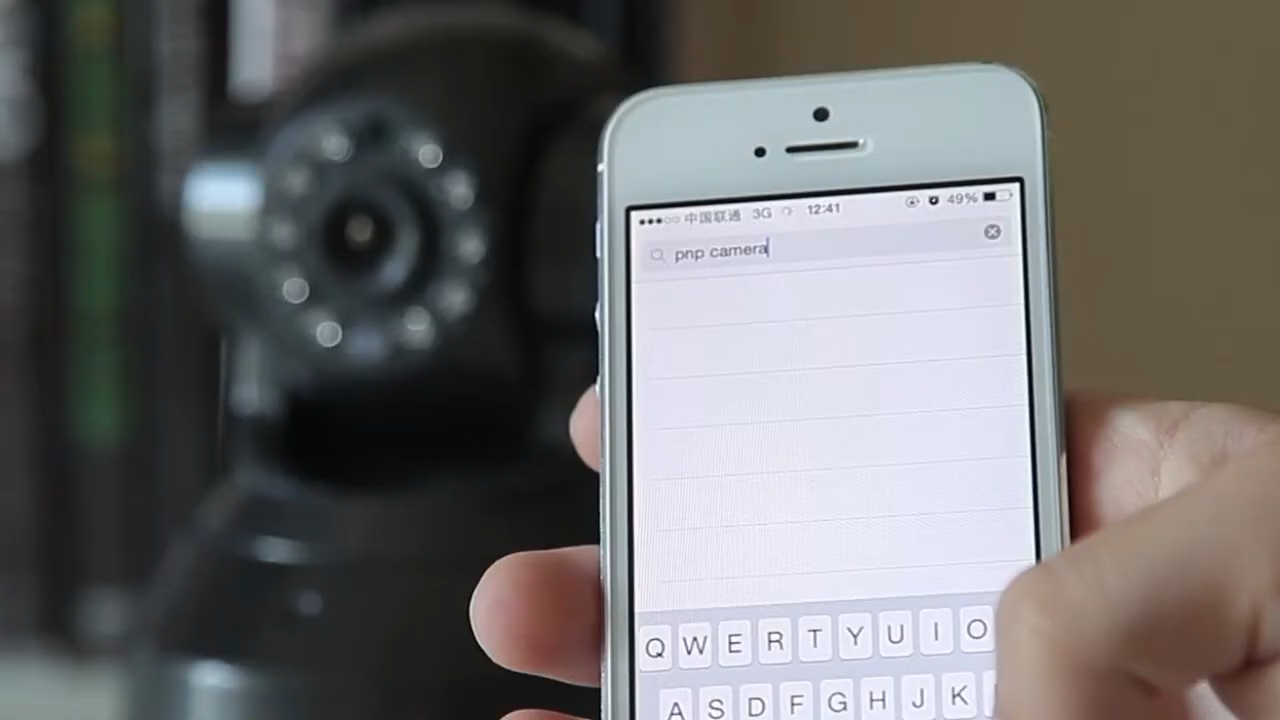 中国联通 3G 12:41 49%
pnp camera
Q W E R T Y U I O
A S D F G H J K